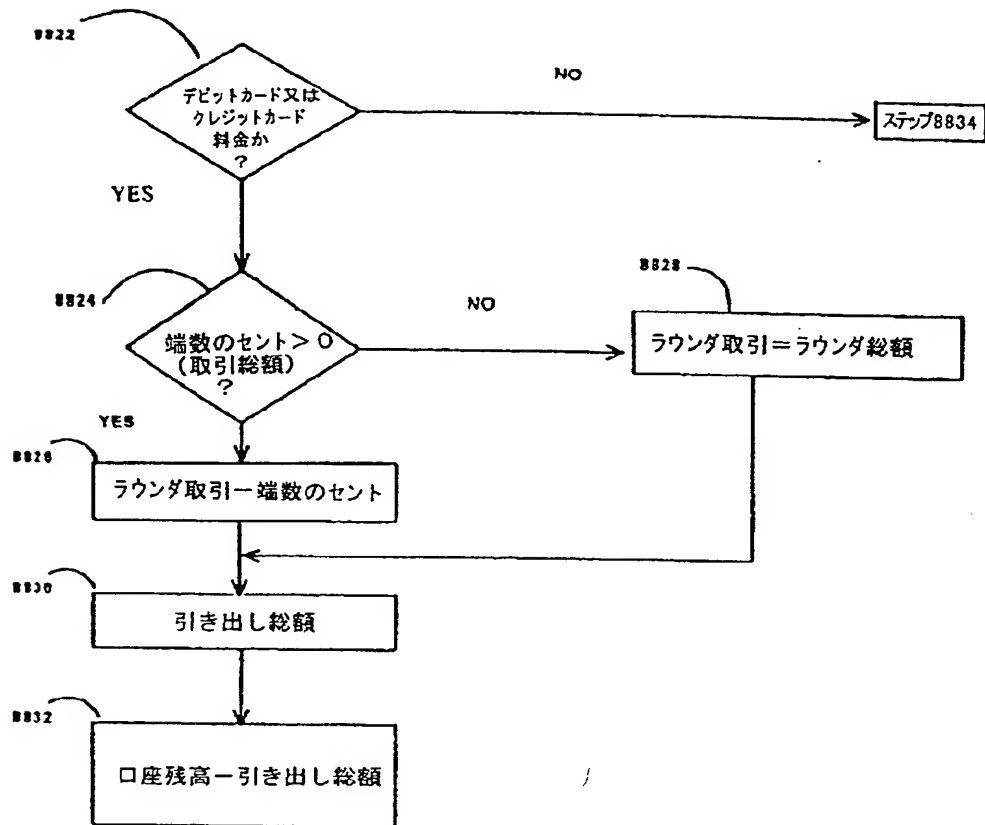 8822
デビットカード又は
クレジットカード
料金か
?
NO
ステップ8834
YES
8824
端数のセント>0
(取引総額)
?
NO
8828
ラウンダ取引=ラウンダ総額
YES
8826
ラウンダ取引ー端数のセント
8830
引き出し総額
8832
口座残高ー引き出し総額